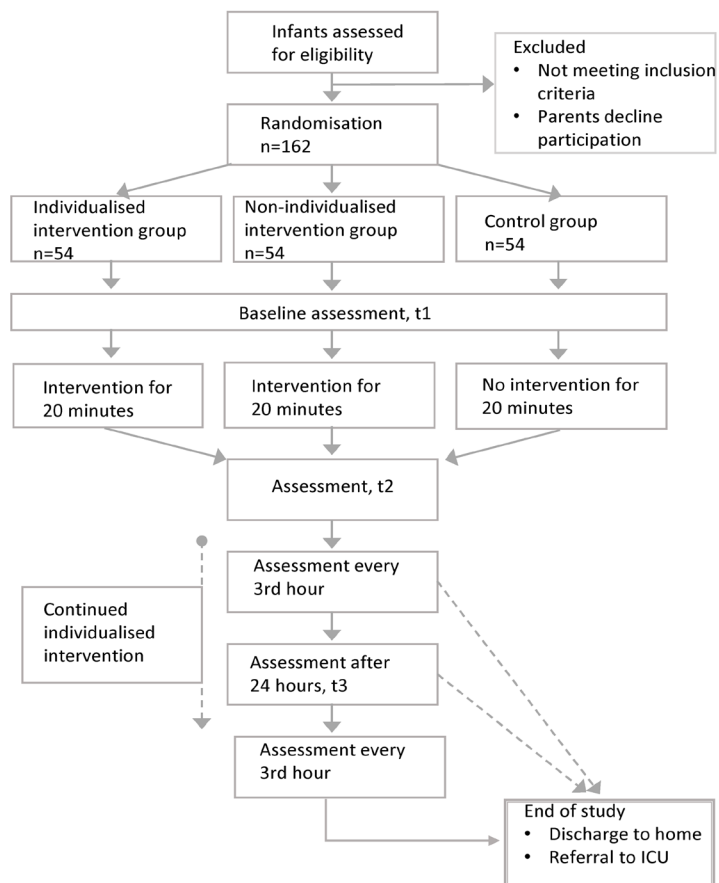 Infants assessed
for eligibility
Excluded
• Not meeting inclusion
criteria
• Parents decline
participation
Randomisation
n=162
Individualised
intervention group
n=54
Non-individualised
intervention group
n=54
Control group
n=54
Baseline assessment, t1
Intervention for
20 minutes
Intervention for
20 minutes
No intervention for
20 minutes
Assessment, t2
Assessment every
3rd hour
Continued
individualised
intervention
Assessment after
24 hours, t3
Assessment every
3rd hour
End of study
• Discharge to home
• Referral to ICU